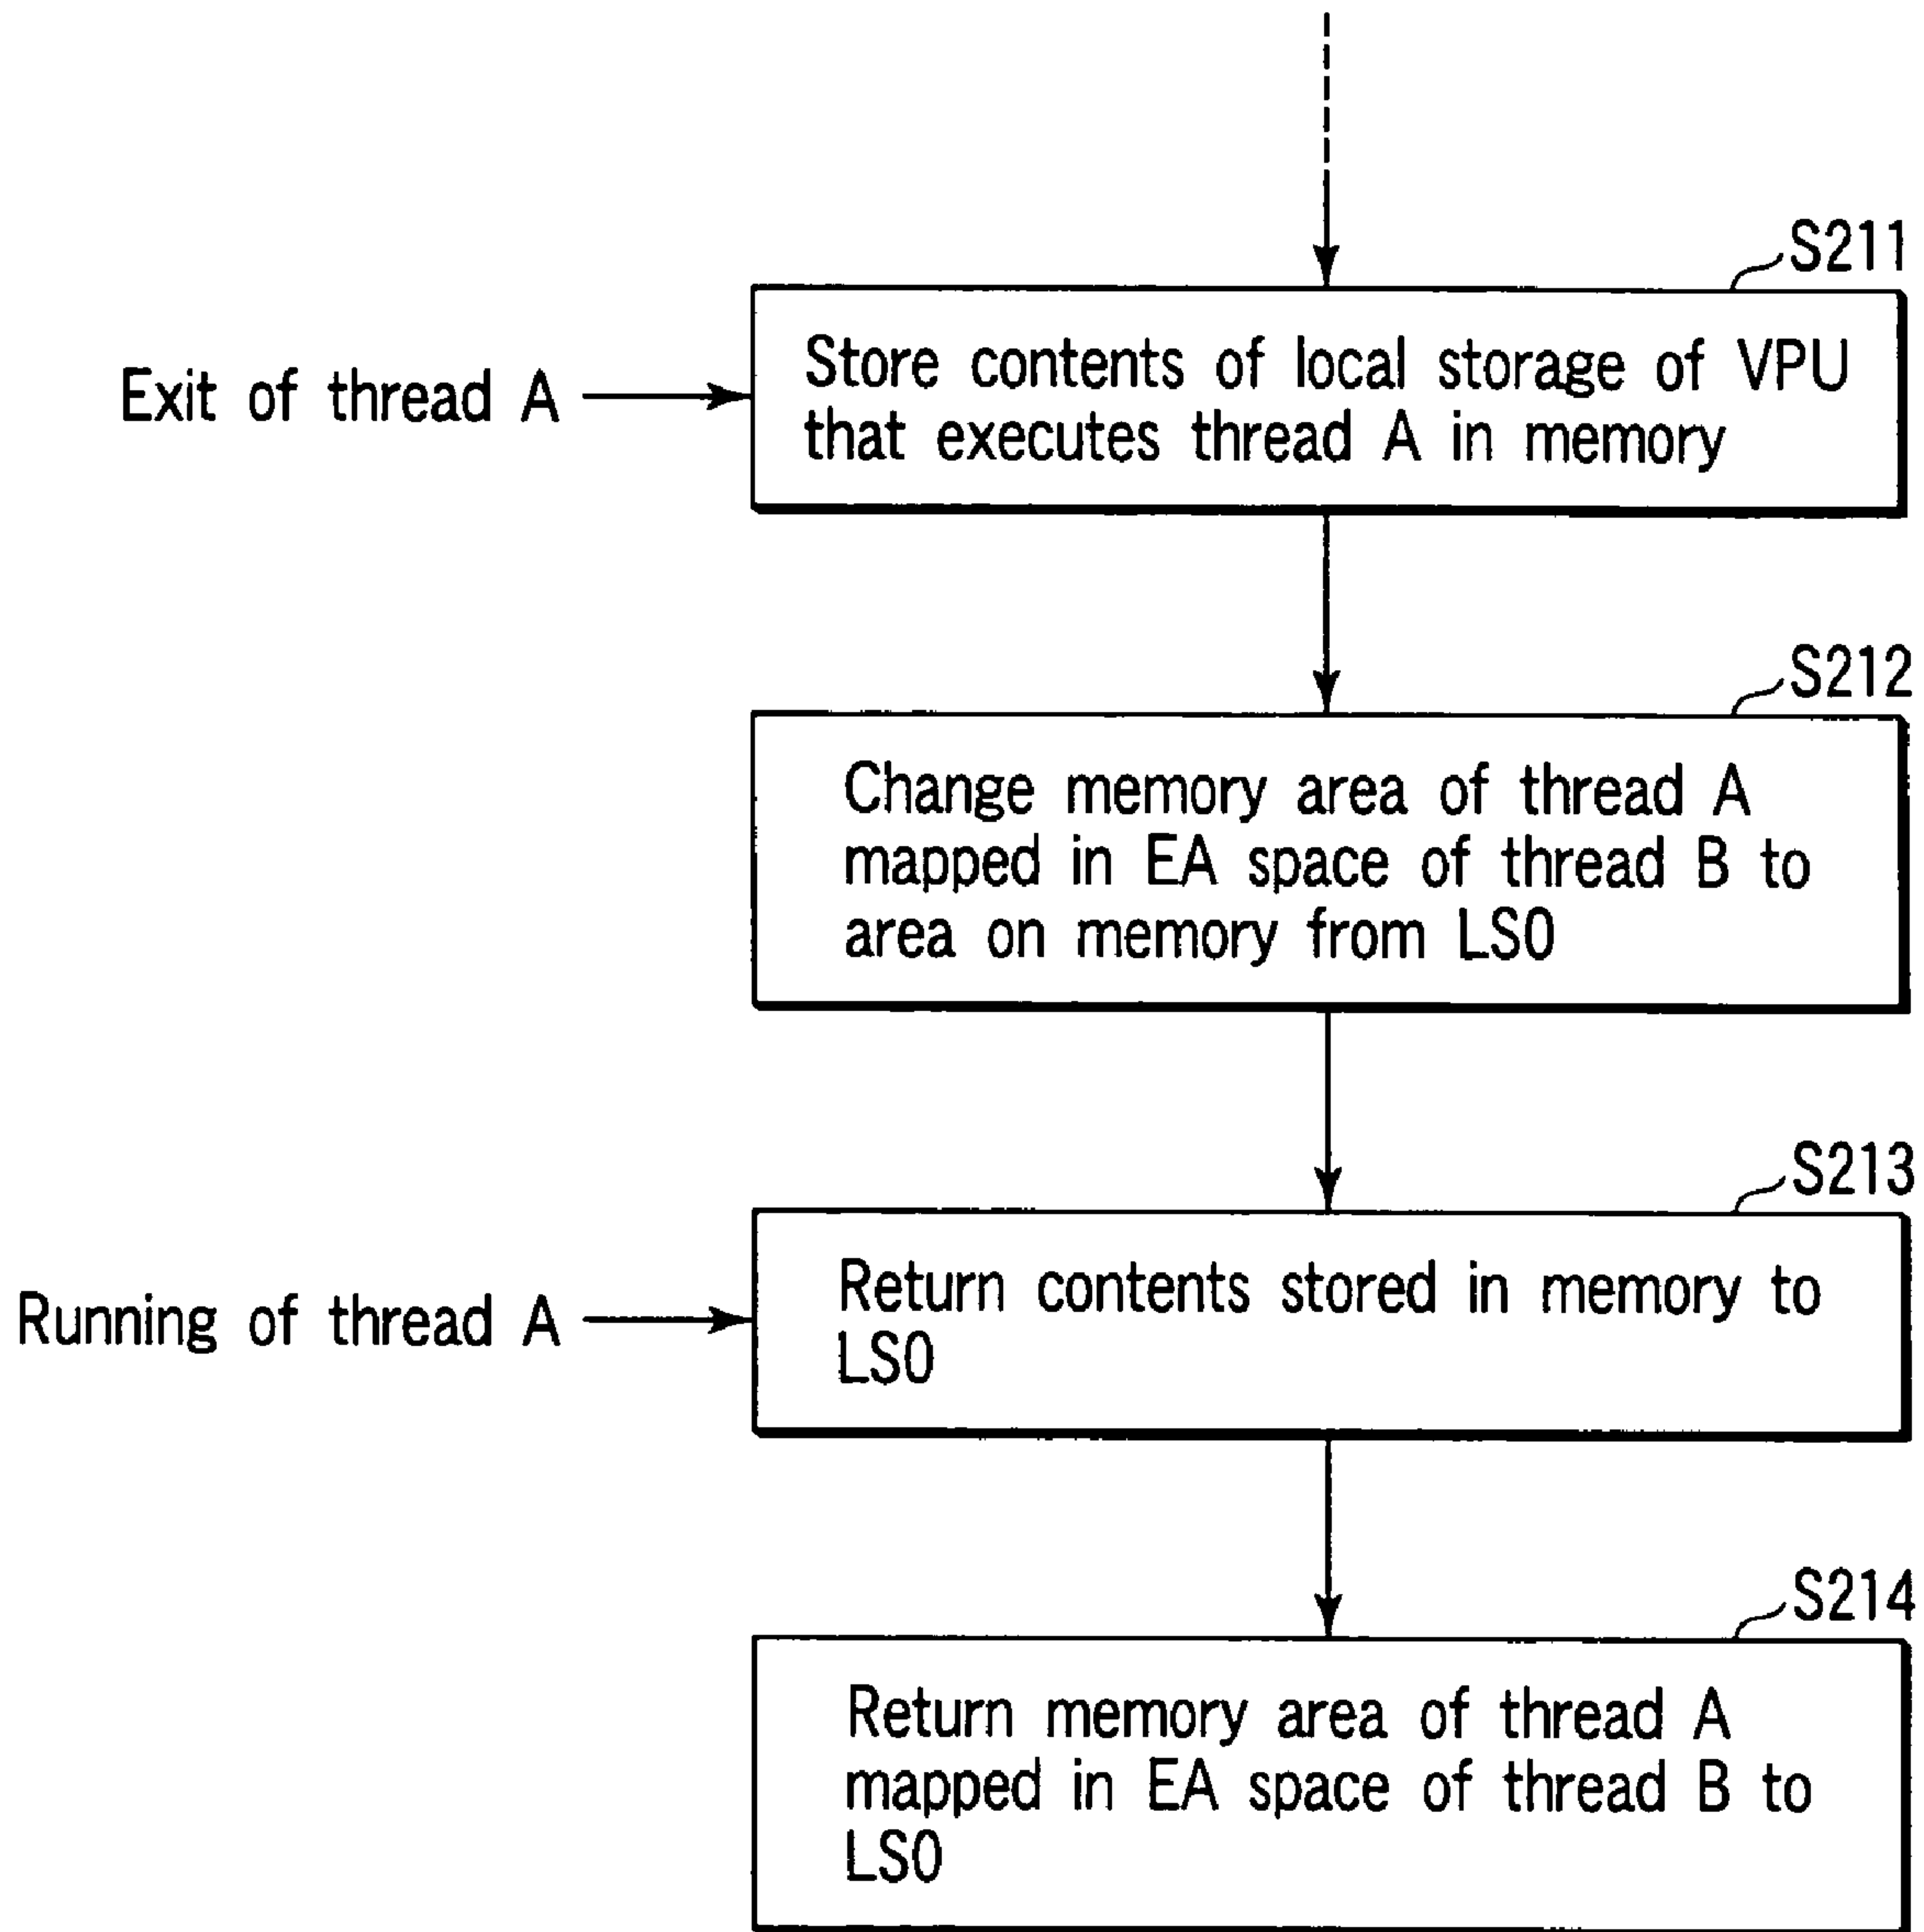 S211
Store contents of local storage of VPU
that executes thread A in memory
Exit of thread A
S212
Change memory area of thread A
mapped in EA space of thread B to
area on memory from LS0
S213
Return contents stored in memory to
LS0
Running of thread A
S214
Return memory area of thread A
mapped in EA space of thread B to
LS0